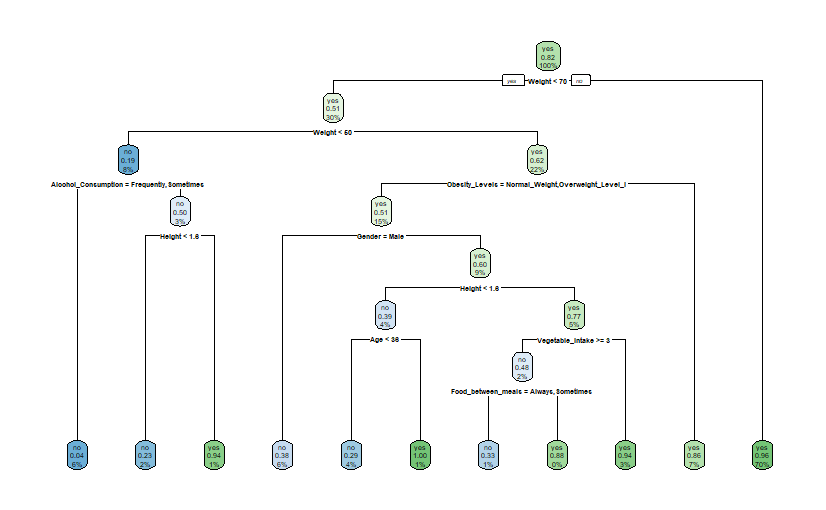 yes
0.82
100%
yes
Weight < 70
no
yes
0.51
30%
Weight < 50
no
0.19
8%
yes
0.62
22%
Alcohol_Consumption = Frequently,Sometimes
Obesity_Levels = Normal_Weight,Overweight_Level_I
no
0.50
3%
yes
0.51
15%
Height < 1.6
Gender = Male
yes
0.60
9%
Height < 1.6
no
0.39
4%
yes
0.77
5%
Age < 36
Vegetable_Intake >= 3
no
0.48
2%
Food_between_meals = Always,Sometimes
no
0.04
6%
no
0.23
2%
yes
0.94
1%
no
0.38
6%
no
0.29
4%
yes
1.00
1%
no
0.33
1%
yes
0.88
0%
yes
0.94
3%
yes
0.86
7%
yes
0.96
70%